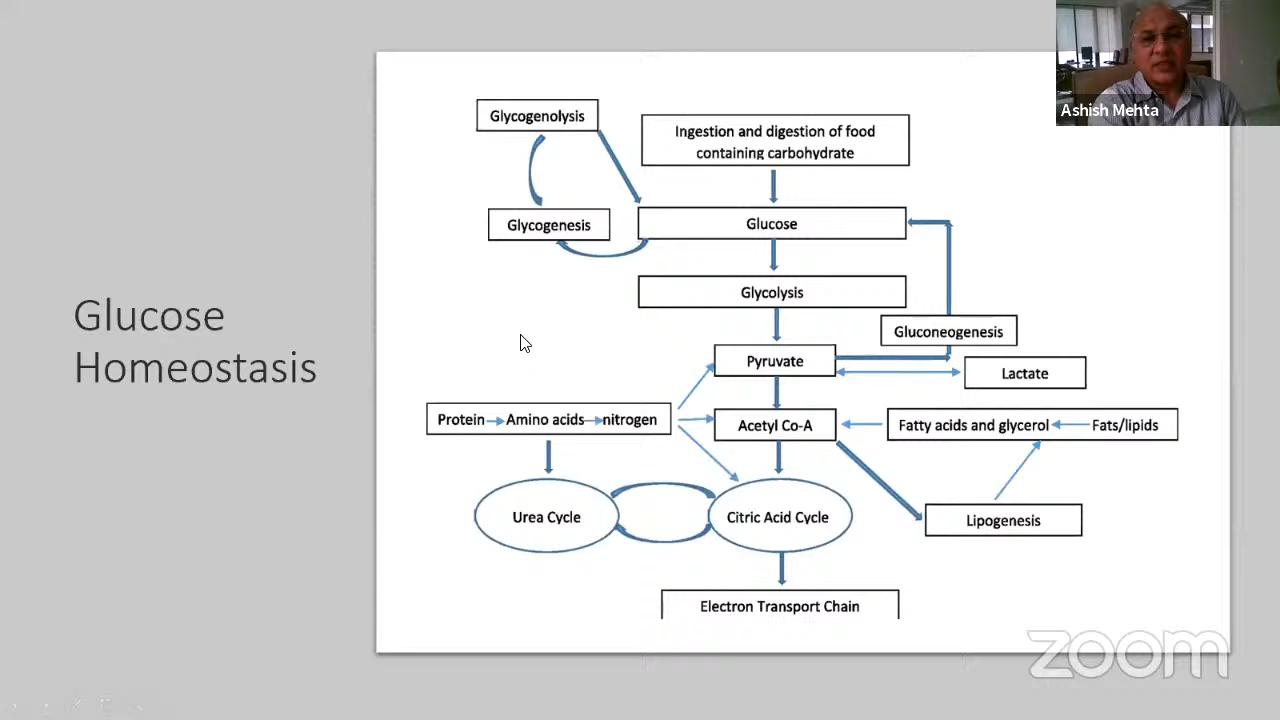 Ashish Mehta
Glucose
Homeostasis
Glycogenolysis
Ingestion and digestion of food
containing carbohydrate
Glycogenesis
Glucose
Glycolysis
Gluconeogenesis
Pyruvate
Lactate
Protein Amino acids nitrogen
Acetyl Co-A
Fatty acids and glycerol Fats/lipids
Urea Cycle
Citric Acid Cycle
Lipogenesis
Electron Transport Chain
zoom